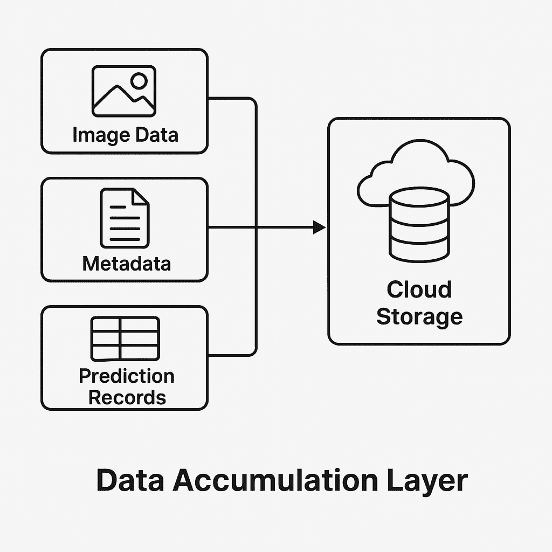 Image Data
Metadata
Prediction
Records
Cloud
Storage
Data Accumulation Layer